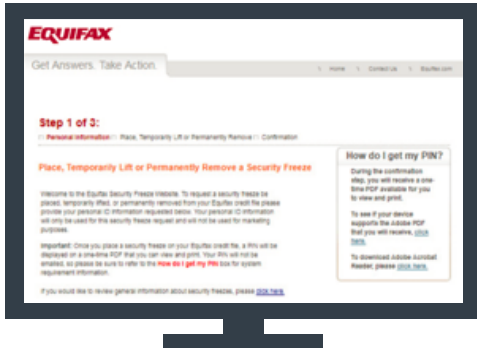 EQUIFAX
Get Answers. Take Action.
Home Contact Us Equifax.com
Step 1 of 3:
Personal Information Place, Temporarily Lift or Permanently Remove Confirmation
Place, Temporarily Lift or Permanently Remove a Security Freeze
Welcome to the Equifax Security Freeze Website. To request a security freeze be
placed, temporarily lifted, or permanently removed from your Equifax credit file please
provide your personal ID information requested below. Your personal ID information
will only be used for this security freeze request and will not be used for marketing
purposes.
Important: Once you place a security freeze on your Equifax credit file, a PIN will be
displayed on a one-time PDF that you can view and print. Your PIN will not be
emailed, so please be sure to refer to the How do I get my PIN box for system
requirement information.
If you would like to review general information about security freezes, please click here.
How do I get my PIN?
During the confirmation
step, you will receive a one-
time PDF available for you
to view and print.
To see if your device
supports the Adobe PDF
that you will receive, click
here.
To download Adobe Acrobat
Reader, please click here.